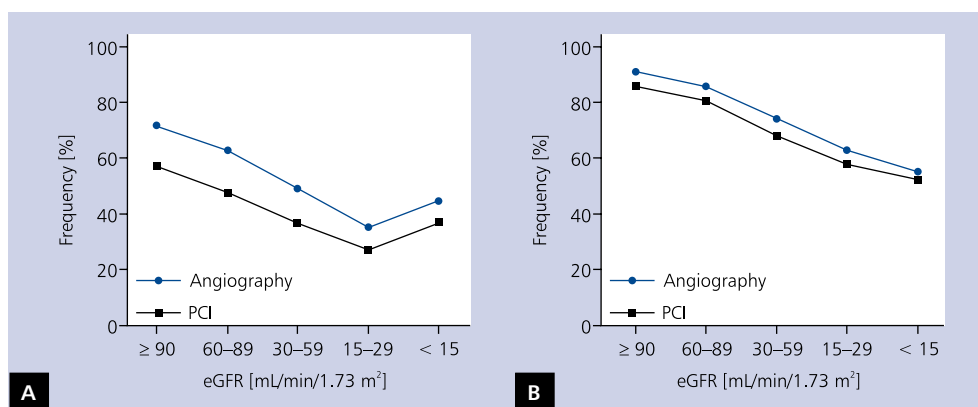 100
80
60
40
20
0
Frequency [%]
Angiography
PCI
≥ 90 60–89 30–59 15–29 < 15
eGFR [mL/min/1.73 m²]
A
100
80
60
40
20
0
Frequency [%]
Angiography
PCI
≥ 90 60–89 30–59 15–29 < 15
eGFR [mL/min/1.73 m²]
B